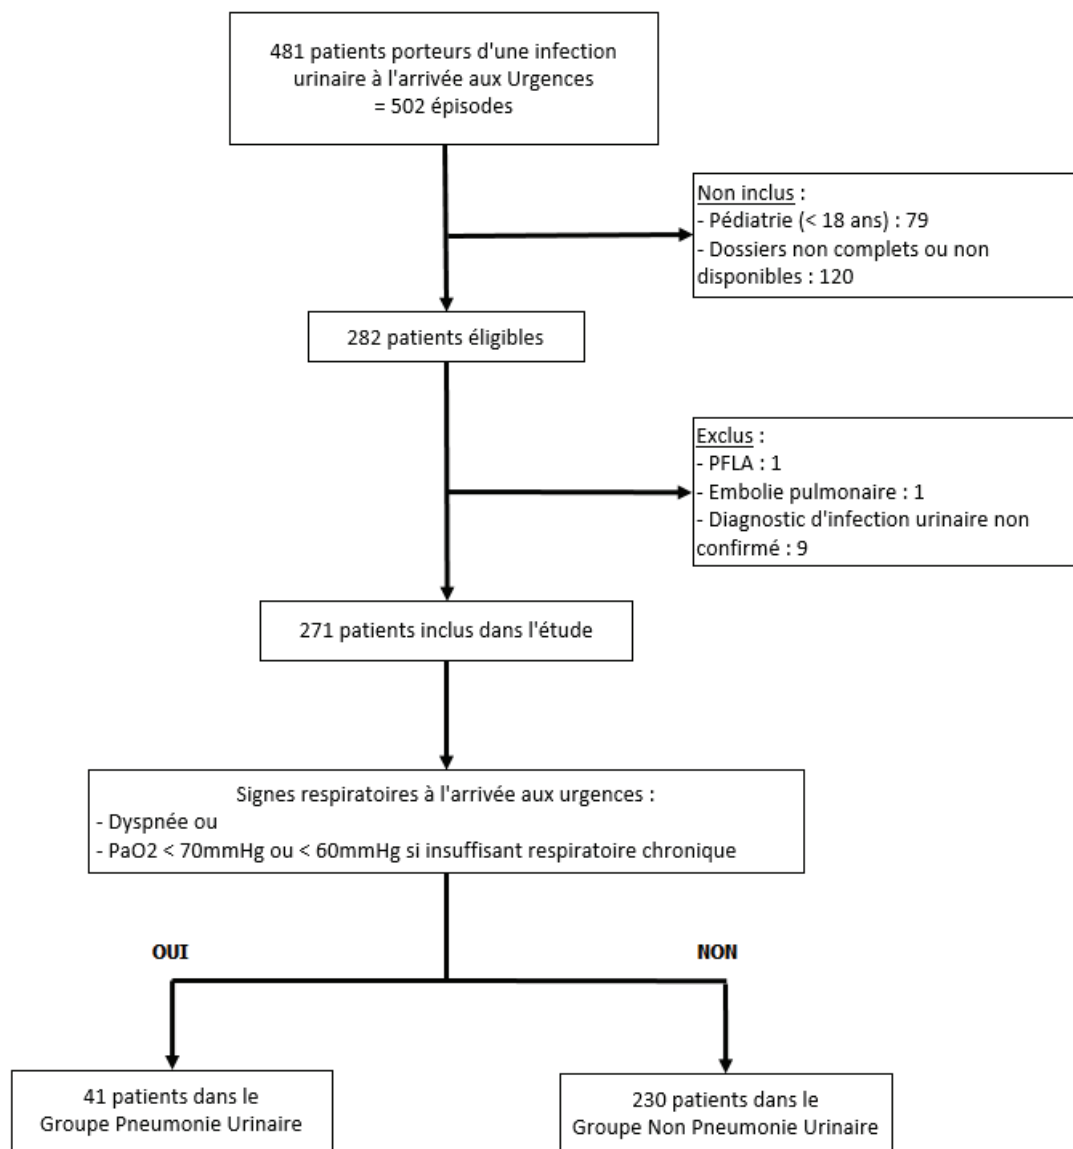 481 patients porteurs d'une infection
urinaire à l'arrivée aux Urgences
= 502 épisodes
Non inclus :
- Pédiatrie (< 18 ans) : 79
- Dossiers non complets ou non
disponibles : 120
282 patients éligibles
Exclus :
- PFLA : 1
- Embolie pulmonaire : 1
- Diagnostic d'infection urinaire non
confirmé : 9
271 patients inclus dans l'étude
Signes respiratoires à l'arrivée aux urgences :
- Dyspnée ou
- PaO2 < 70mmHg ou < 60mmHg si insuffisant respiratoire chronique
OUI
NON
41 patients dans le
Groupe Pneumonie Urinaire
230 patients dans le
Groupe Non Pneumonie Urinaire